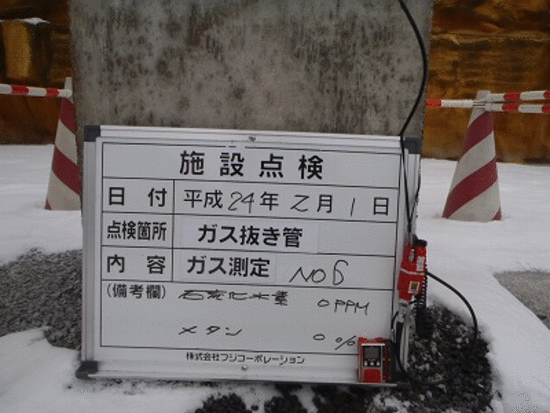 施設点検
日付 平成24年2月1日
点検箇所 ガス抜き管
内容 ガス測定 NO6
(備考欄) 硫化水素 0PPM
メタン 0%
株式会社フジコーポレーション